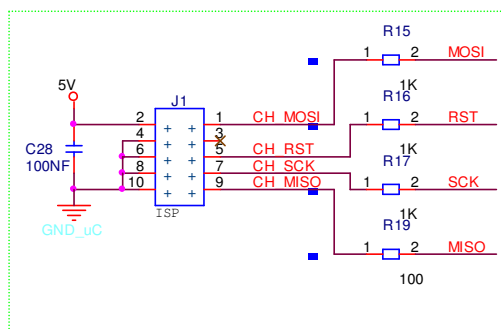 R15
1 2 MOSI
5V
J1
1K
R16
2 1 CH_MOSI
1 2 RST
4 3
C28
6 5 CH_RST
1K
100NF
R17
8 7 CH_SCK
10 9 CH_MISO
1 2 SCK
ISP
1K
GND_uC
R19
1 2 MISO
100